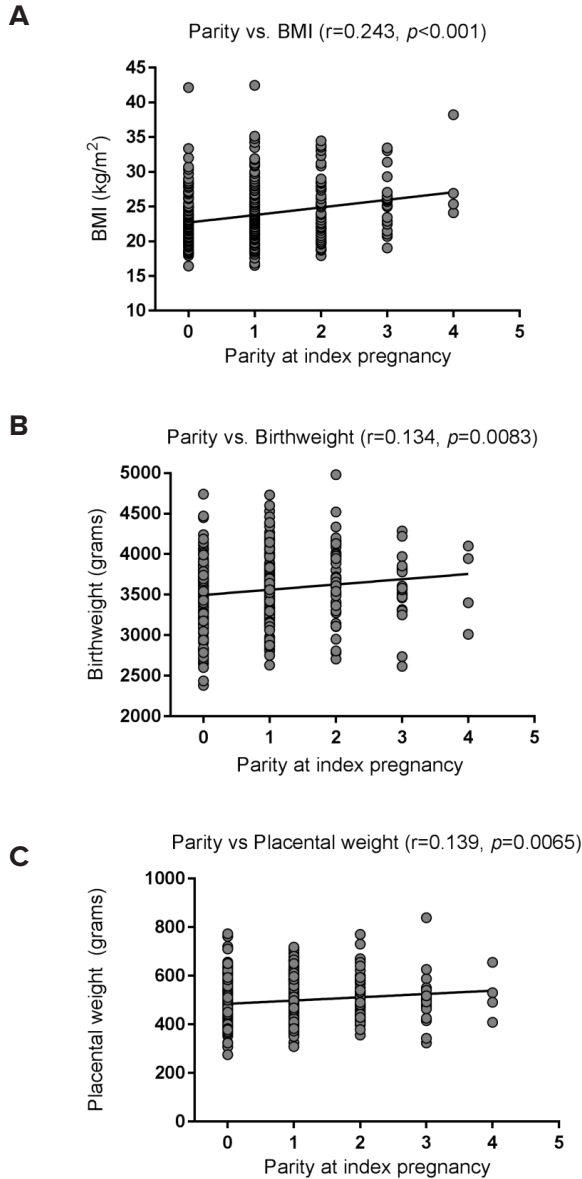 A
Parity vs. BMI (r=0.243, p<0.001)
45
40
35
30
25
20
15
10
BMI (kg/m²)
0 1 2 3 4 5
Parity at index pregnancy
B
Parity vs. Birthweight (r=0.134, p=0.0083)
5000
4500
4000
3500
3000
2500
2000
Birthweight (grams)
0 1 2 3 4 5
Parity at index pregnancy
C
Parity vs Placental weight (r=0.139, p=0.0065)
1000
800
600
400
200
0
Placental weight (grams)
0 1 2 3 4 5
Parity at index pregnancy